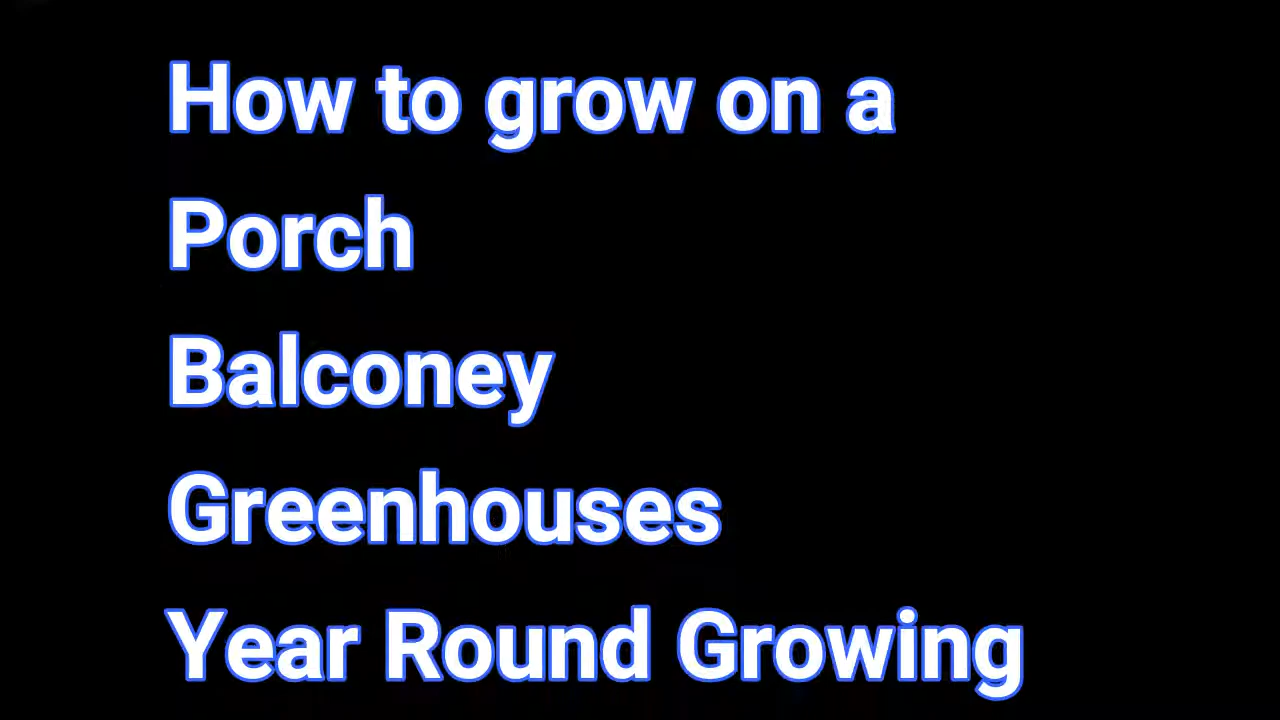 How to grow on a
Porch
Balconey
Greenhouses
Year Round Growing